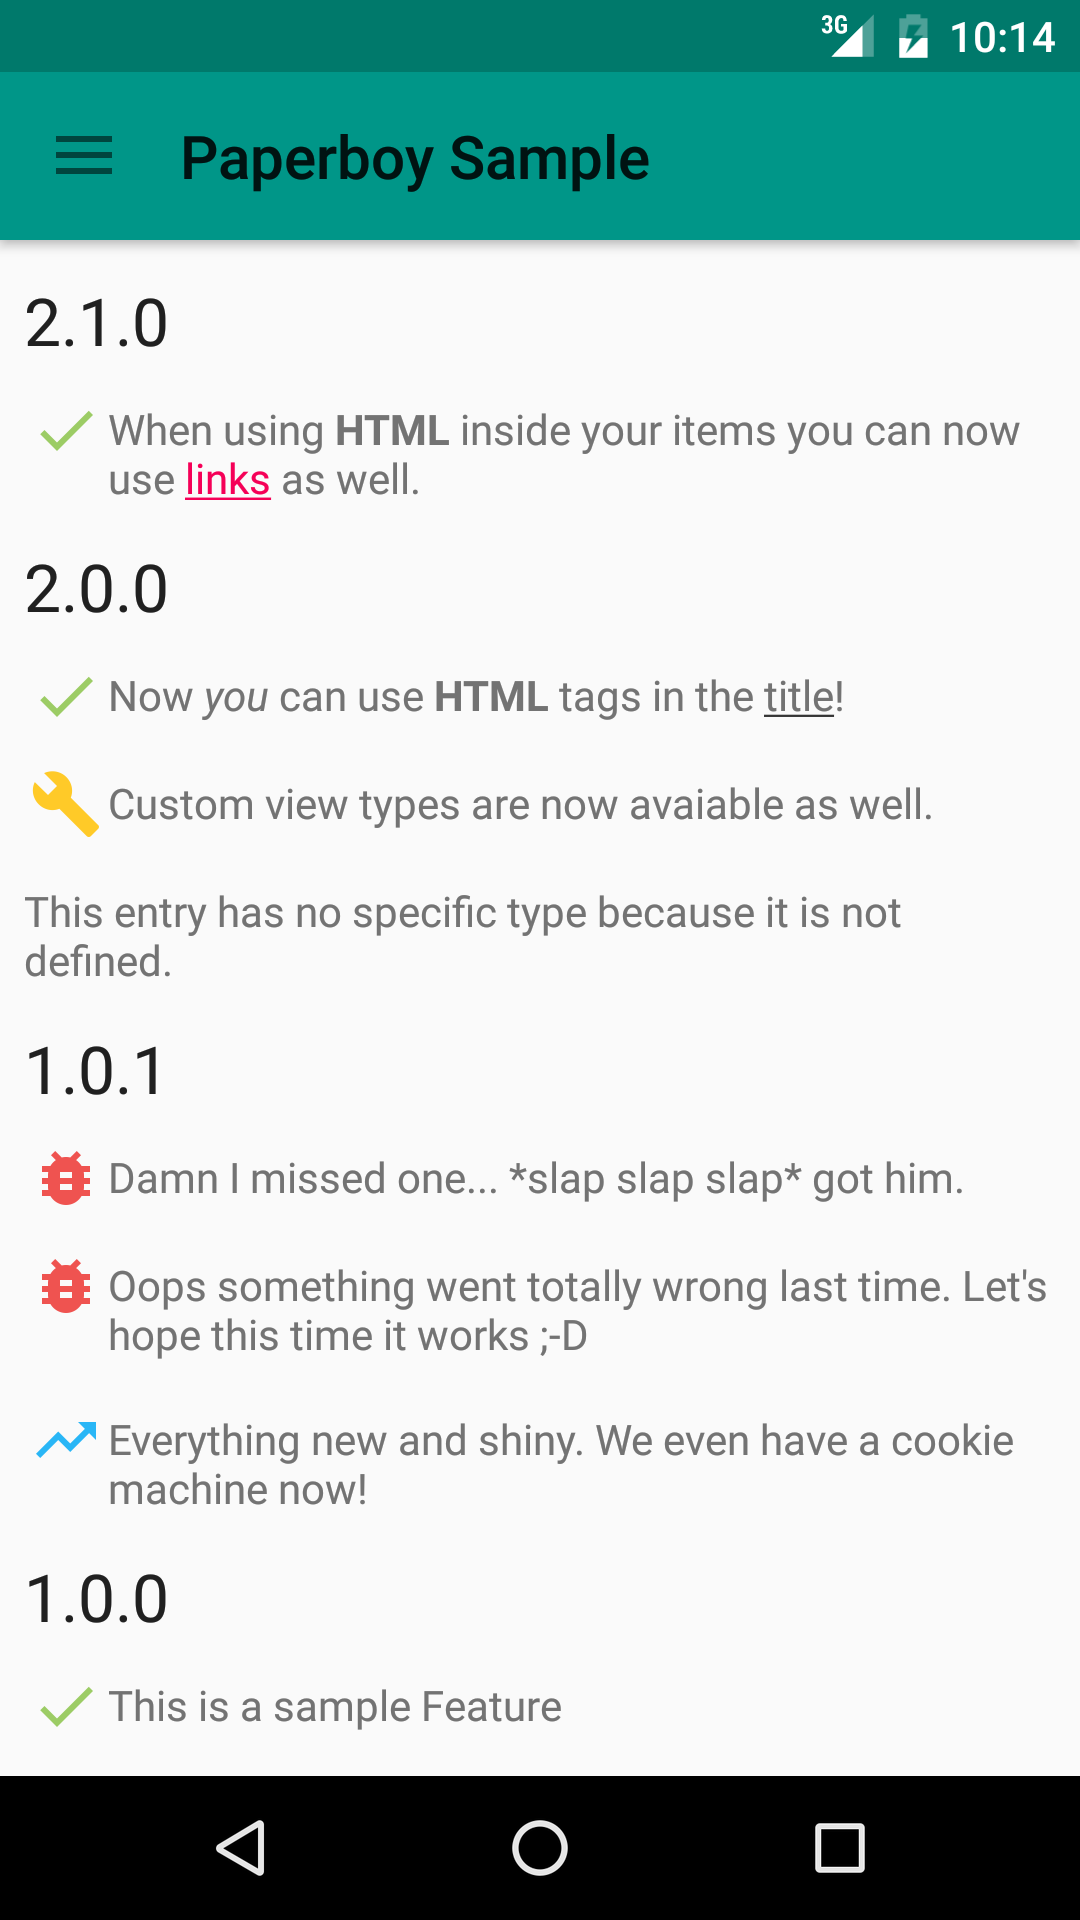 3G 10:14
Paperboy Sample
2.1.0
When using HTML inside your items you can now
use links as well.
2.0.0
Now you can use HTML tags in the title!
Custom view types are now avaiable as well.
This entry has no specific type because it is not
defined.
1.0.1
Damn I missed one... *slap slap slap* got him.
Oops something went totally wrong last time. Let's
hope this time it works ;-D
Everything new and shiny. We even have a cookie
machine now!
1.0.0
This is a sample Feature